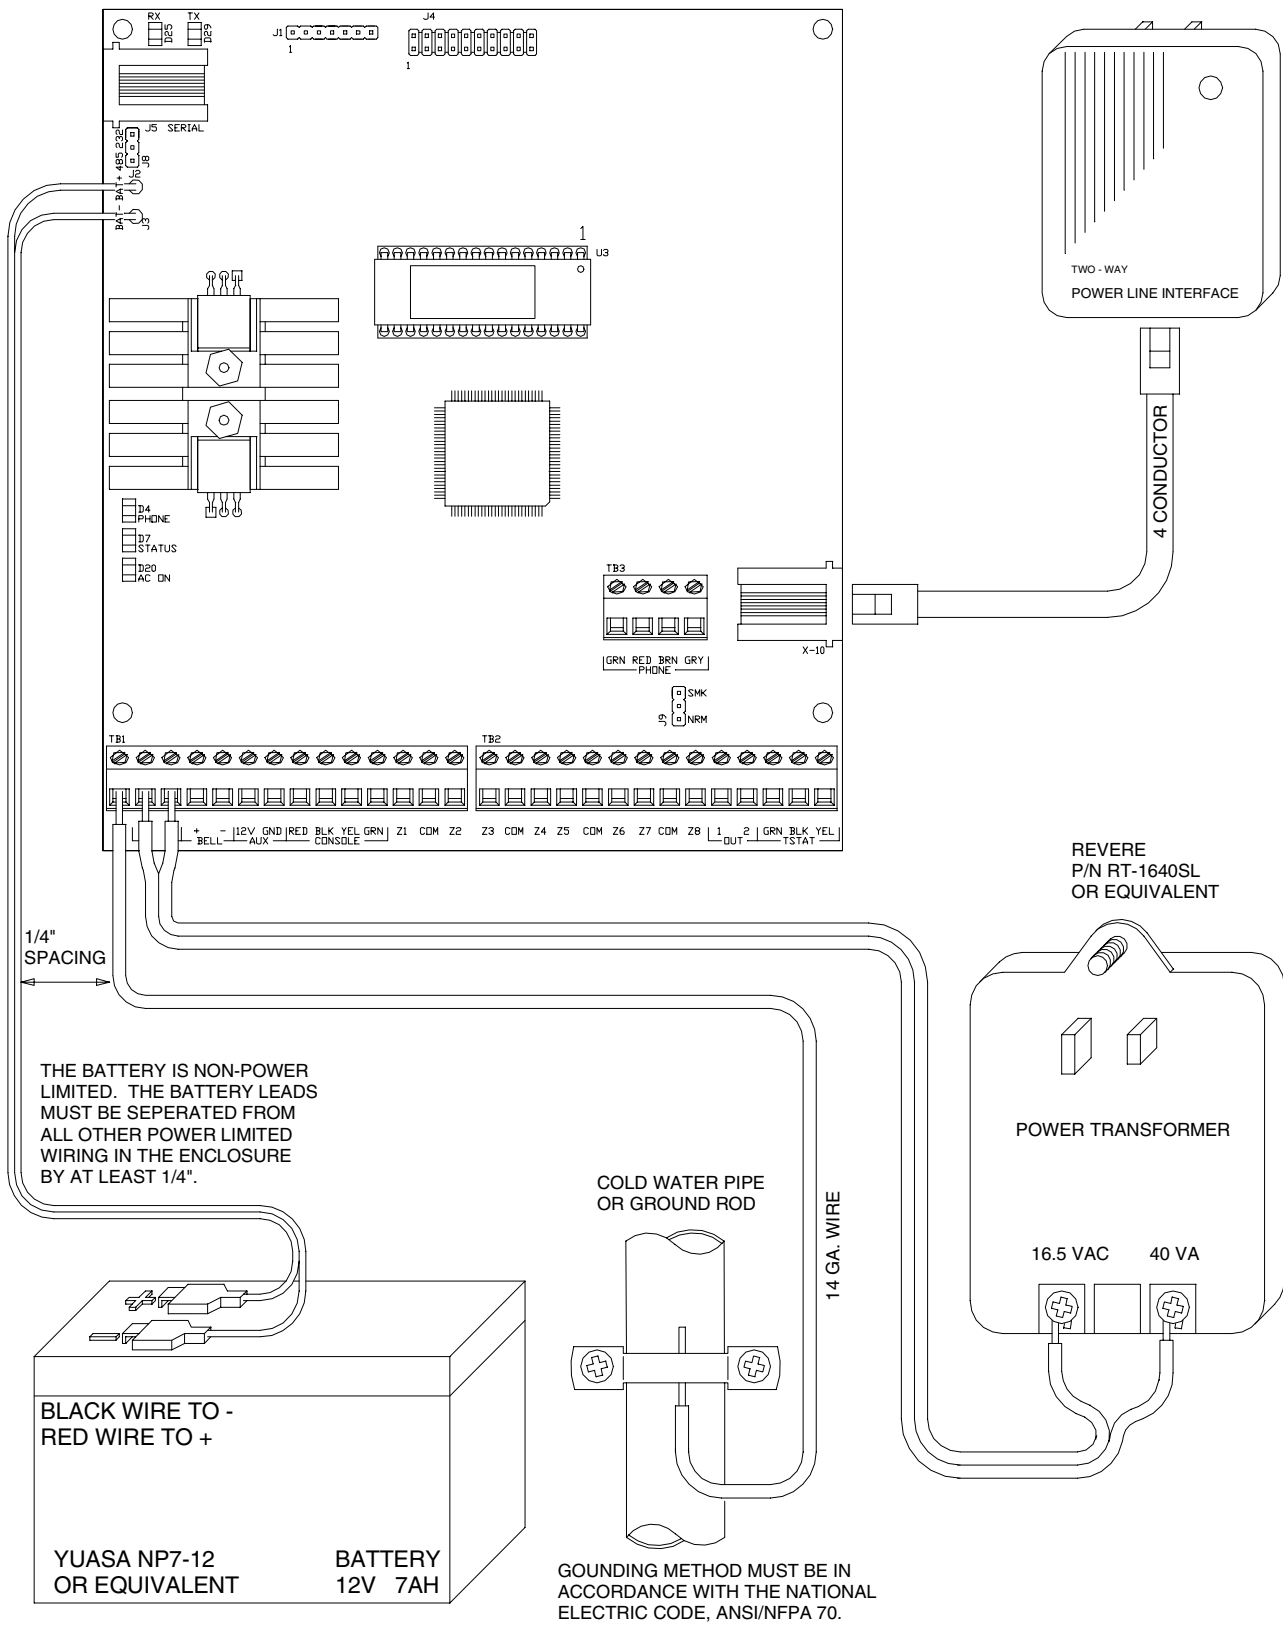 RX TX
D25 D29
J1
1
J4
1
J5 SERIAL
485 232
J8
BAT+
J2
BAT-
J3
1
U3
TWO - WAY
POWER LINE INTERFACE
4 CONDUCTOR
D4
PHONE
D7
STATUS
D20
AC ON
TB3
GRN RED BRN GRY
PHONE
X-10
SMK
J9
NRM
TB1
TB2
+ - 12V GND RED BLK YEL GRN Z1 COM Z2
BELL AUX CONSOLE
Z3 COM Z4 Z5 COM Z6 Z7 COM Z8 1 2 GRN BLK YEL
OUT TSTAT
REVERE
P/N RT-1640SL
OR EQUIVALENT
1/4"
SPACING
THE BATTERY IS NON-POWER
LIMITED. THE BATTERY LEADS
MUST BE SEPERATED FROM
ALL OTHER POWER LIMITED
WIRING IN THE ENCLOSURE
BY AT LEAST 1/4".
POWER TRANSFORMER
16.5 VAC 40 VA
COLD WATER PIPE
OR GROUND ROD
14 GA. WIRE
BLACK WIRE TO -
RED WIRE TO +
YUASA NP7-12
OR EQUIVALENT
BATTERY
12V 7AH
GOUNDING METHOD MUST BE IN
ACCORDANCE WITH THE NATIONAL
ELECTRIC CODE, ANSI/NFPA 70.